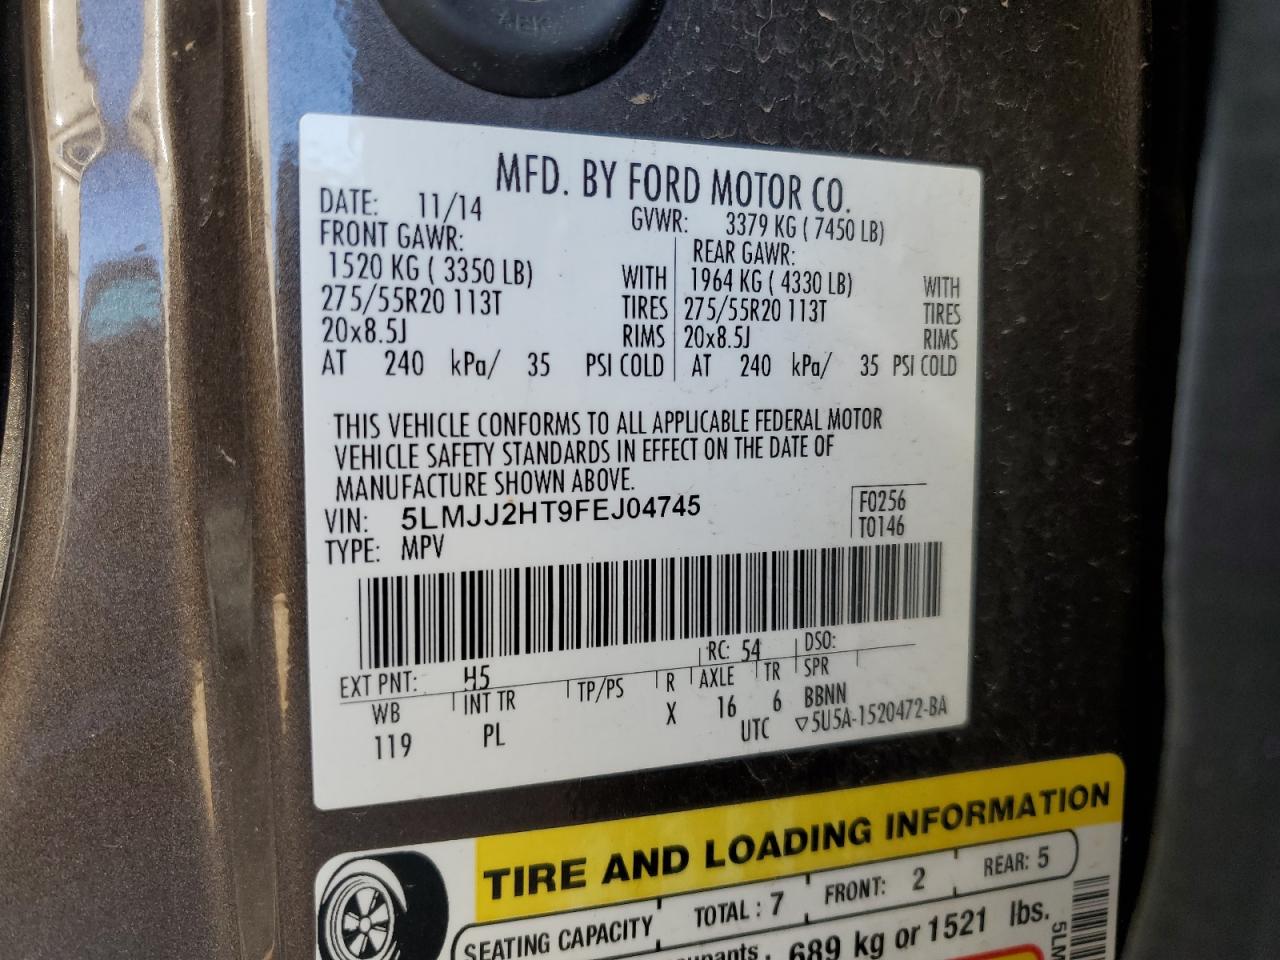 MFD. BY FORD MOTOR CO.
DATE: 11/14 GVWR: 3379 KG ( 7450 LB)
FRONT GAWR: REAR GAWR:
1520 KG ( 3350 LB) WITH 1964 KG ( 4330 LB) WITH
275/55R20 113T TIRES 275/55R20 113T TIRES
20x8.5J RIMS 20x8.5J RIMS
AT 240 kPa/ 35 PSI COLD AT 240 kPa/ 35 PSI COLD
THIS VEHICLE CONFORMS TO ALL APPLICABLE FEDERAL MOTOR
VEHICLE SAFETY STANDARDS IN EFFECT ON THE DATE OF
MANUFACTURE SHOWN ABOVE.
VIN: 5LMJJ2HT9FEJ04745 F0256
TYPE: MPV T0146
EXT PNT: H5 RC: 54 DSO:
WB INT TR TP/PS R AXLE TR SPR
119 PL X 16 6 BBNN
UTC ▽5U5A-1520472-BA
TIRE AND LOADING INFORMATION
SEATING CAPACITY TOTAL : 7 FRONT: 2 REAR: 5
689 kg or 1521 lbs.
5LM